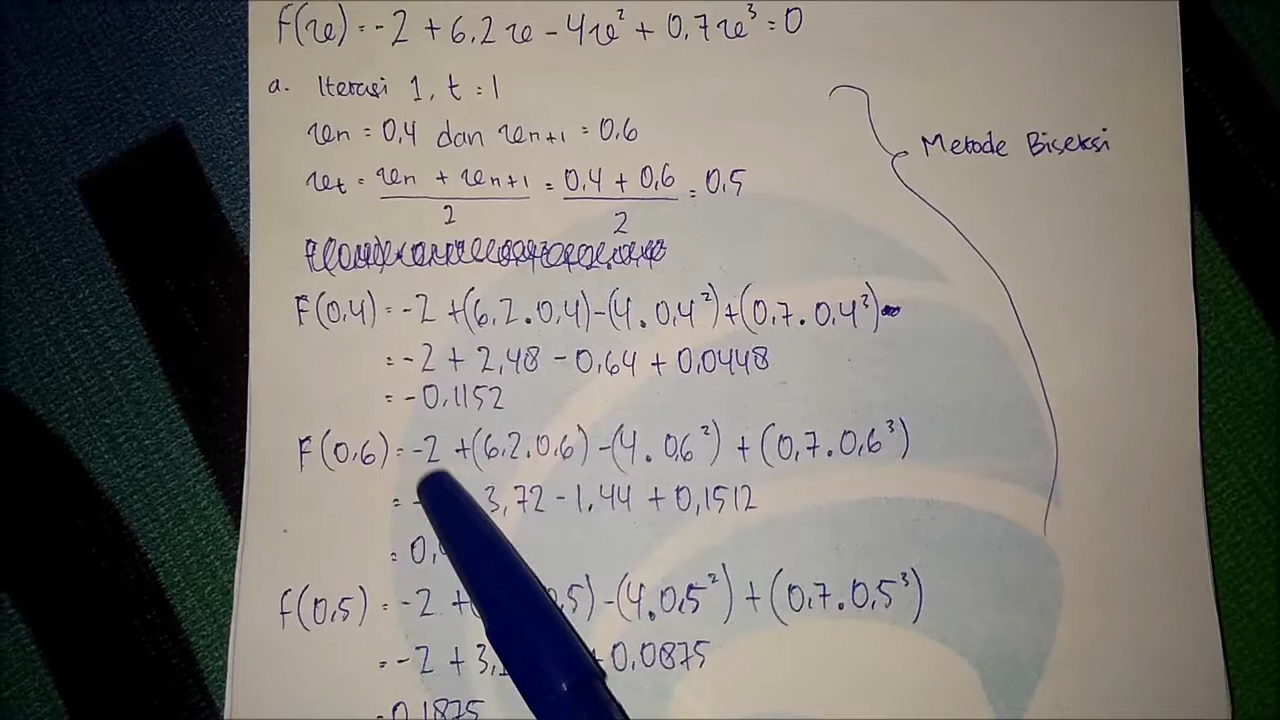 F(x) = -2 + 6.2x - 4x² + 0,7x³ = 0
a. Iterasi 1, t = 1
xn = 0,4 dan xn+1 = 0.6
xt = xn + xn+1 / 2 = 0.4 + 0,6 / 2 = 0,5
Metode Biseksi
F(0,4) = -2 + (6,2 . 0,4) - (4 . 0,4²) + (0,7 . 0,4³)
= -2 + 2,48 - 0,64 + 0,0448
= -0,1152
F(0,6) = -2 + (6,2 . 0,6) - (4 . 0,6²) + (0,7 . 0,6³)
= - 3,72 - 1.44 + 0,1512
= 0,
f(0,5) = -2 + ,5) - (4.0,5²) + (0,7 . 0,5³)
= -2 + 3, + 0,0875
= 0,1875